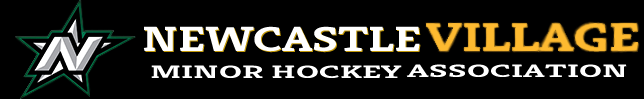 N NEWCASTLE VILLAGE
MINOR HOCKEY ASSOCIATION